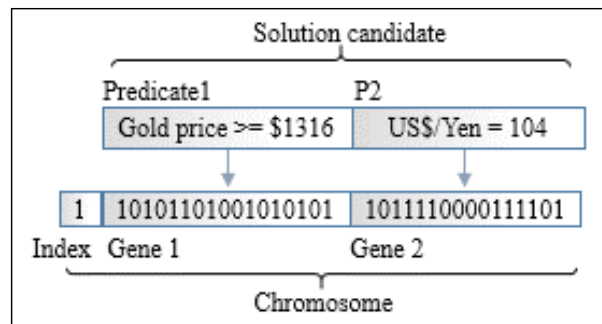 Solution candidate
Predicate1 P2
Gold price >= $1316 US$/Yen = 104
1 10101101001010101 1011110000111101
Index Gene 1 Gene 2
Chromosome